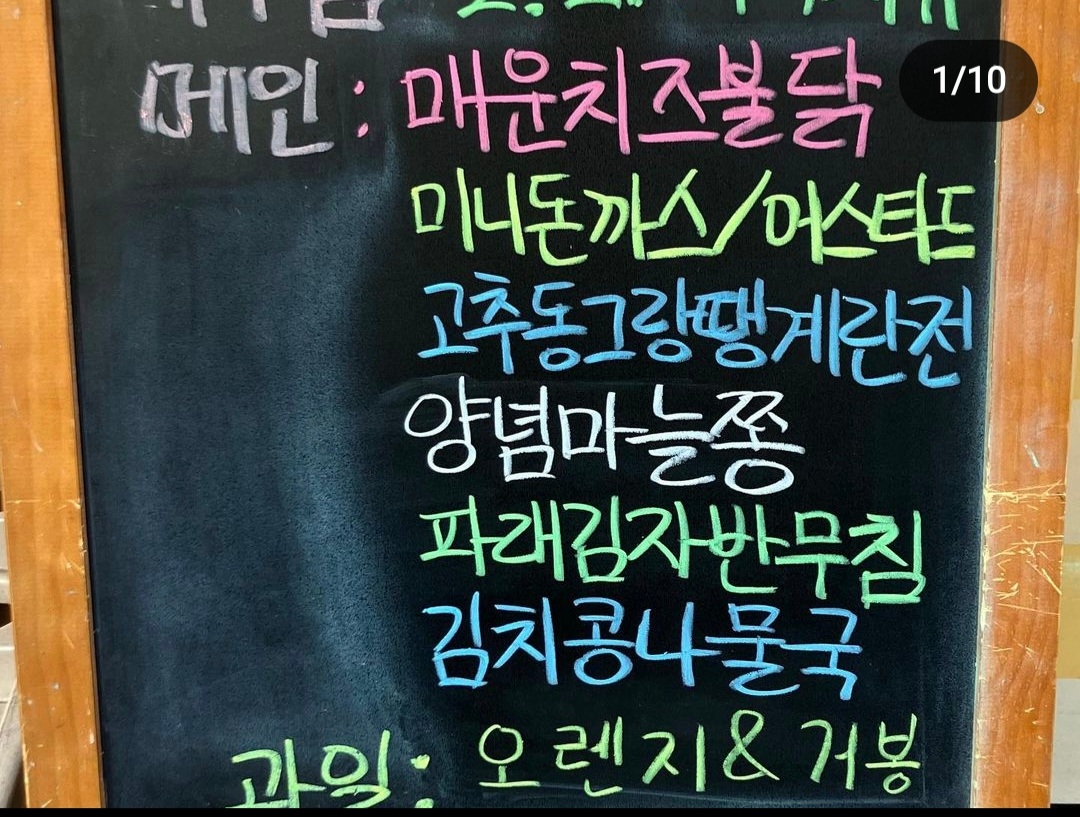 1/10
메인 : 매운치즈불닭
미니돈까스/머스타드
고추동그랑땡계란전
양념마늘쫑
파래김자반무침
김치콩나물국
과일: 오렌지 & 거봉